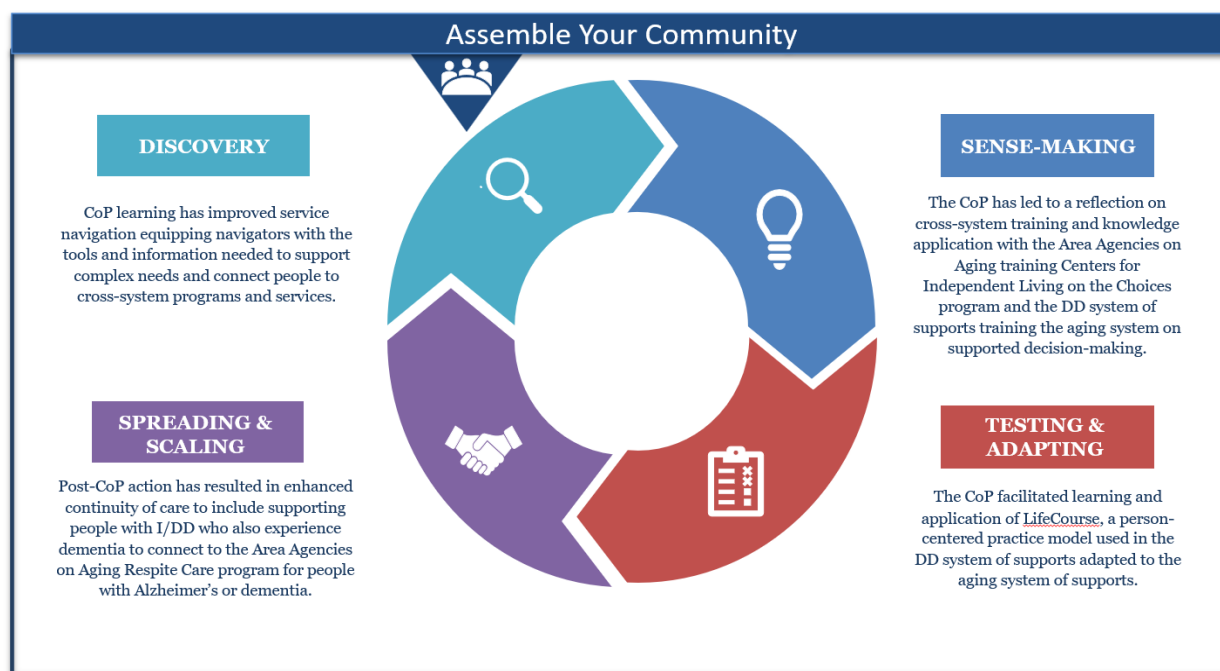 Assemble Your Community
DISCOVERY
CoP learning has improved service
navigation equipping navigators with the
tools and information needed to support
complex needs and connect people to
cross-system programs and services.
SENSE-MAKING
The CoP has led to a reflection on
cross-system training and knowledge
application with the Area Agencies on
Aging training Centers for
Independent Living on the Choices
program and the DD system of
supports training the aging system on
supported decision-making.
SPREADING &
SCALING
Post-CoP action has resulted in enhanced
continuity of care to include supporting
people with I/DD who also experience
dementia to connect to the Area Agencies
on Aging Respite Care program for people
with Alzheimer’s or dementia.
TESTING &
ADAPTING
The CoP facilitated learning and
application of LifeCourse, a person-
centered practice model used in the
DD system of supports adapted to the
aging system of supports.